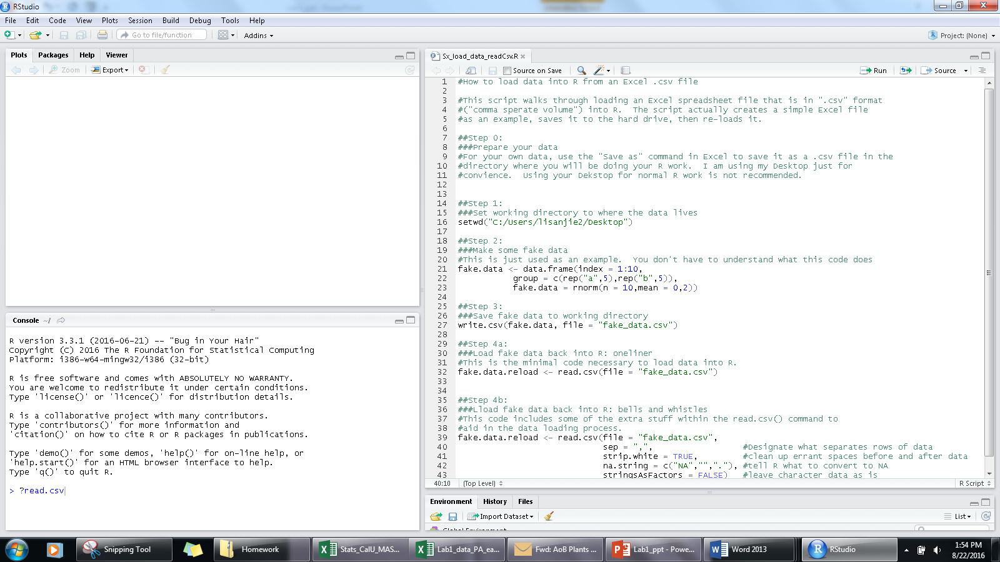 RStudio
File Edit Code View Plots Session Build Debug Tools Help
Go to file/function Addins Project: (None)
Plots Packages Help Viewer
Zoom Export
Console ~/
R version 3.3.1 (2016-06-21) -- "Bug in Your Hair"
Copyright (C) 2016 The R Foundation for Statistical Computing
Platform: i386-w64-mingw32/i386 (32-bit)
R is free software and comes with ABSOLUTELY NO WARRANTY.
You are welcome to redistribute it under certain conditions.
Type 'license()' or 'licence()' for distribution details.
R is a collaborative project with many contributors.
Type 'contributors()' for more information and
'citation()' on how to cite R or R packages in publications.
Type 'demo()' for some demos, 'help()' for on-line help, or
'help.start()' for an HTML browser interface to help.
Type 'q()' to quit R.
> ?read.csv
Sx_load_data_readCsv.R
Source on Save Run Source
1 #How to load data into R from an Excel .csv file
2
3 #This script walks through loading an Excel spreadsheet file that is in ".csv" format
4 #("comma sperate volume") into R.  The script actually creates a simple Excel file
5 #as an example, saves it to the hard drive, then re-loads it.
6
7 ##Step 0:
8 ###Prepare your data
9 #For your own data, use the "Save as" command in Excel to save it as a .csv file in the
10 #directory where you will be doing your R work.  I am using my Desktop just for
11 #convience.  Using your Dekstop for normal R work is not recommended.
12
13
14 ##Step 1:
15 ###Set working directory to where the data lives
16 setwd("C:/Users/lisanjie2/Desktop")
17
18 ##Step 2:
19 ###Make some fake data
20 #This is just used as an example.  You don't have to understand what this code does
21 fake.data <- data.frame(index = 1:10,
22 group = c(rep("a",5),rep("b",5)),
23 fake.data = rnorm(n = 10,mean = 0,2))
24
25 ##Step 3:
26 ###Save fake data to working directory
27 write.csv(fake.data, file = "fake_data.csv")
28
29 ##Step 4a:
30 ###Load fake data back into R: oneliner
31 #This is the minimal code necessary to load data into R.
32 fake.data.reload <- read.csv(file = "fake_data.csv")
33
34
35 ##Step 4b:
36 ###Lload fake data back into R: bells and whistles
37 #This code includes some of the extra stuff within the read.csv() command to
38 #aid in the data loading process.
39 fake.data.reload <- read.csv(file = "fake_data.csv",
40 sep = ",", #Designate what separates rows of data
41 strip.white = TRUE, #clean up errant spaces before and after data
42 na.string = c("NA","","."), #tell R what to convert to NA
43 stringsAsFactors = FALSE) #leave character data as is
40:10 (Top Level) R Script
Environment History Files
Import Dataset List
Global Environment
Snipping Tool Homework Stats_CalU_MAS... Lab1_data_PA_ea... Fwd: AoB Plants ... Lab1_ppt - Powe... Word 2013 RStudio
1:54 PM
8/22/2016